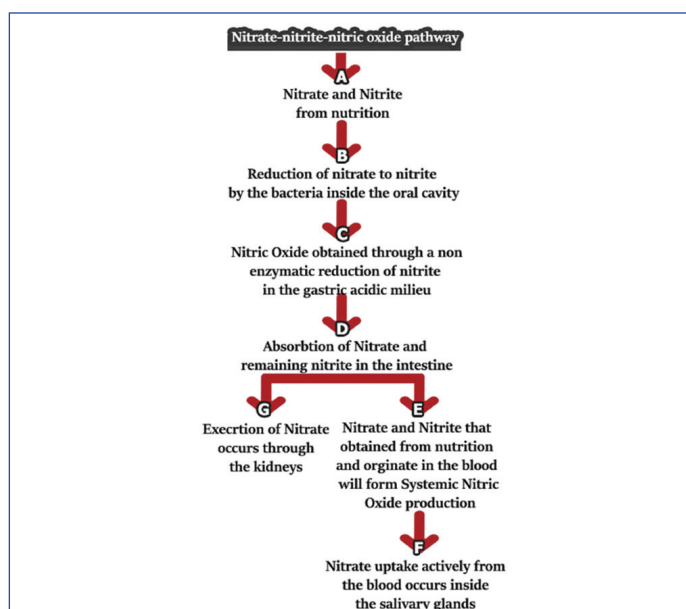 Nitrate-nitrite-nitric oxide pathway
A
Nitrate and Nitrite
from nutrition
B
Reduction of nitrate to nitrite
by the bacteria inside the oral cavity
C
Nitric Oxide obtained through a non
enzymatic reduction of nitrite
in the gastric acidic milieu
D
Absorbtion of Nitrate and
remaining nitrite in the intestine
G
Execrtion of Nitrate
occurs through
the kidneys
E
Nitrate and Nitrite that
obtained from nutrition
and orginate in the blood
will form Systemic Nitric
Oxide production
F
Nitrate uptake actively from
the blood occurs inside
the salivary glands